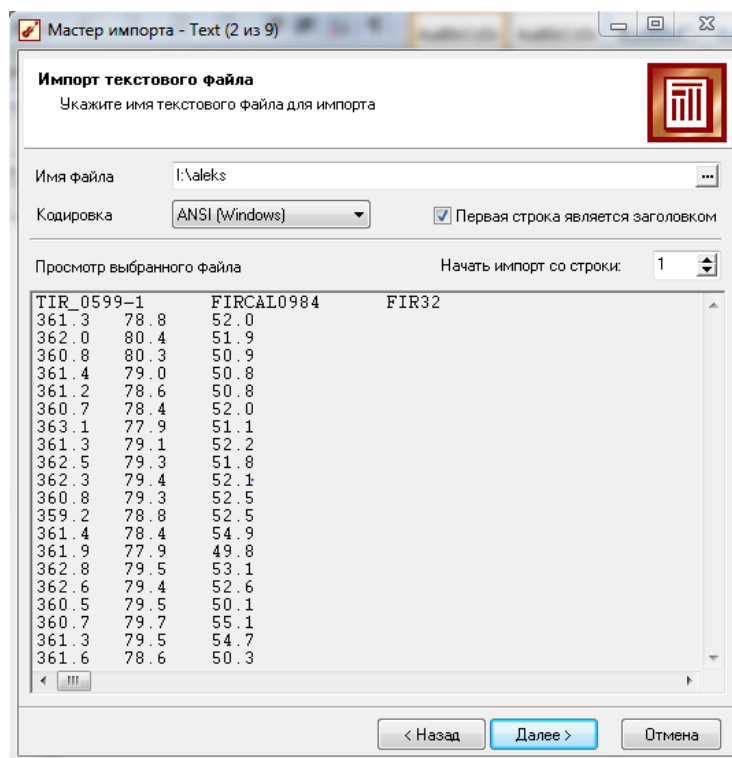 Мастер импорта - Text (2 из 9)
Импорт текстового файла
Укажите имя текстового файла для импорта
Имя файла I:\aleks ...
Кодировка ANSI (Windows) Первая строка является заголовком
Просмотр выбранного файла Начать импорт со строки: 1
TIR_0599-1 FIRCAL0984 FIR32
361.3 78.8 52.0
362.0 80.4 51.9
360.8 80.3 50.9
361.4 79.0 50.8
361.2 78.6 50.8
360.7 78.4 52.0
363.1 77.9 51.1
361.3 79.1 52.2
362.5 79.3 51.8
362.3 79.4 52.1
360.8 79.3 52.5
359.2 78.8 52.5
361.4 78.4 54.9
361.9 77.9 49.8
362.8 79.5 53.1
362.6 79.4 52.6
360.5 79.5 50.1
360.7 79.7 55.1
361.3 79.5 54.7
361.6 78.6 50.3
< Назад Далее > Отмена